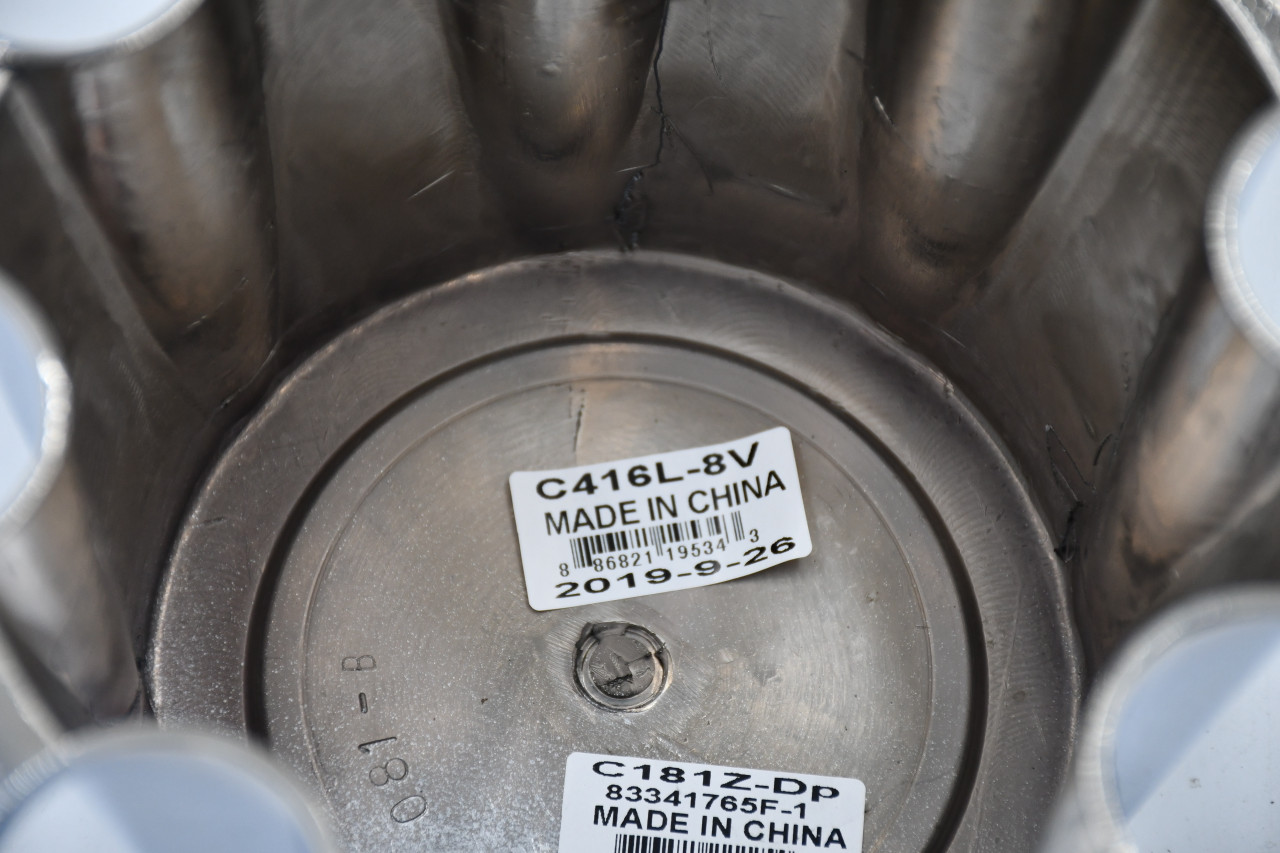 C416L-8V
MADE IN CHINA
8 86821 19534 3
2019-9-26
081-B
C181Z-Dp
83341765F-1
MADE IN CHINA